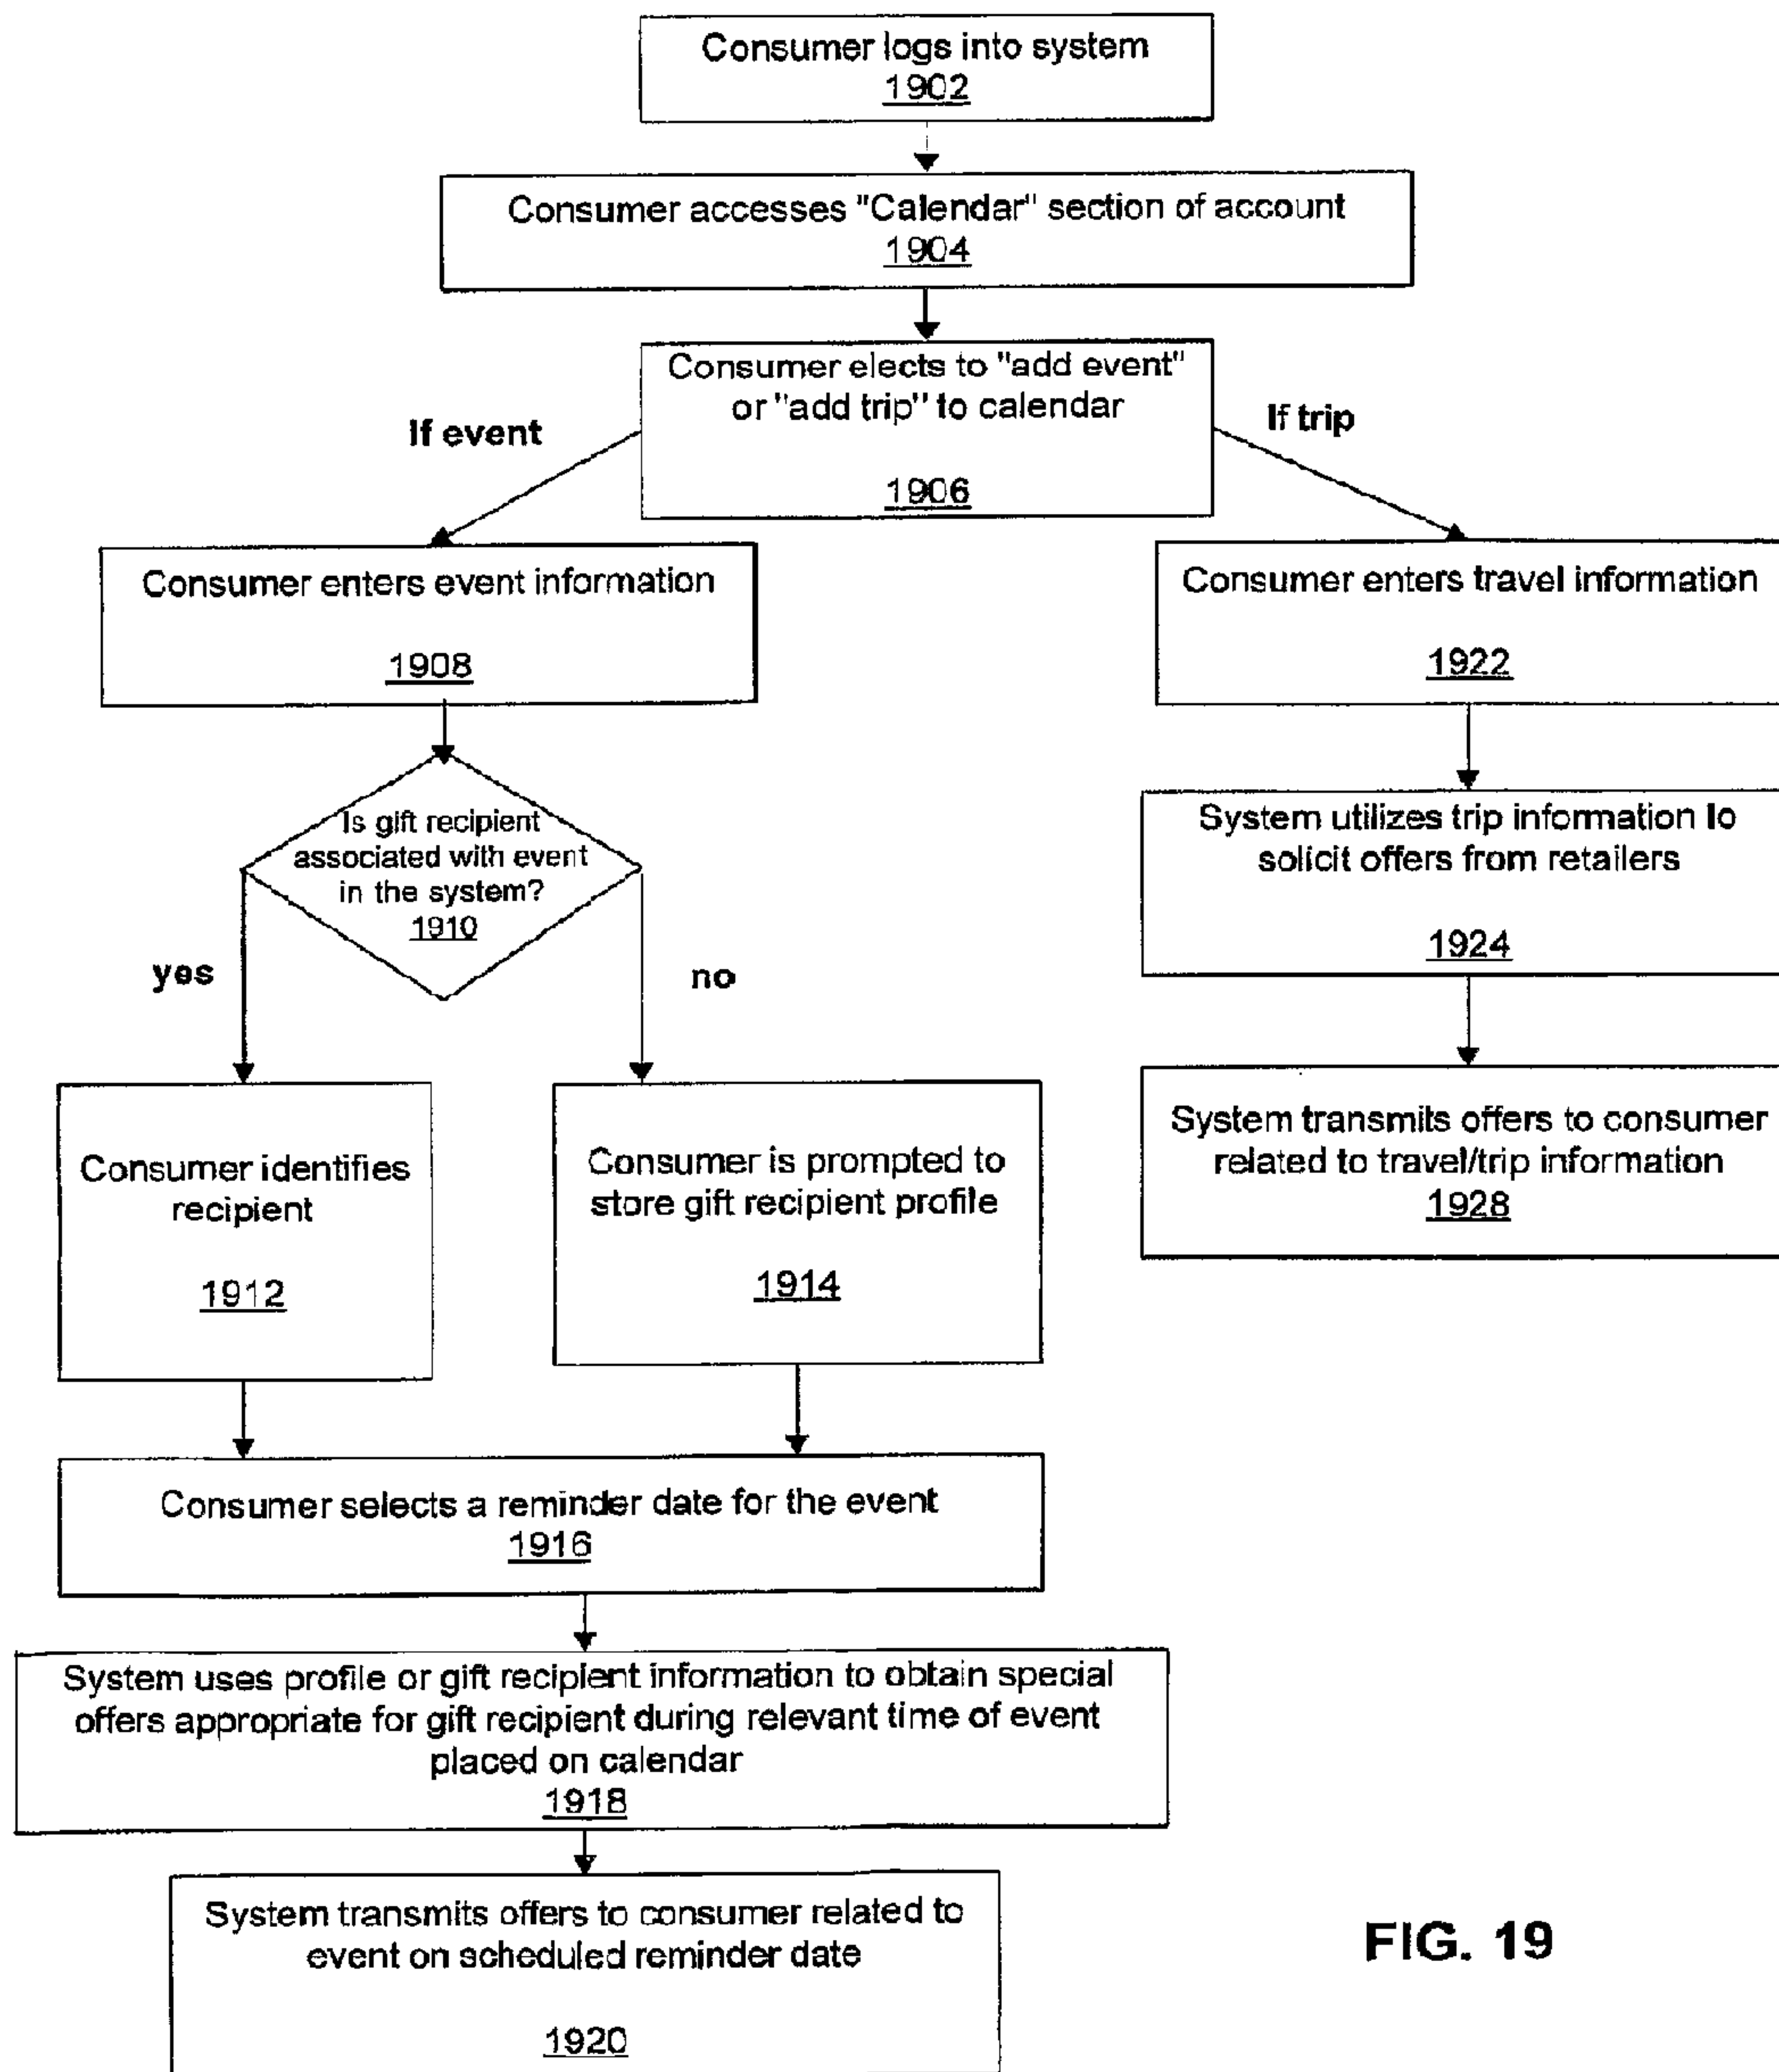 Consumer logs into system
1902
Consumer accesses "Calendar" section of account
1904
Consumer elects to "add event"
or "add trip" to calendar
1906
If event
If trip
Consumer enters event information
1908
Consumer enters travel information
1922
Is gift recipient
associated with event
in the system?
1910
yes
no
System utilizes trip information lo
solicit offers from retailers
1924
Consumer identifies
recipient
1912
Consumer is prompted to
store gift recipient profile
1914
System transmits offers to consumer
related to travel/trip information
1928
Consumer selects a reminder date for the event
1916
System uses profile or gift recipient information to obtain special
offers appropriate for gift recipient during relevant time of event
placed on calendar
1918
System transmits offers to consumer related to
event on scheduled reminder date
1920
FIG. 19